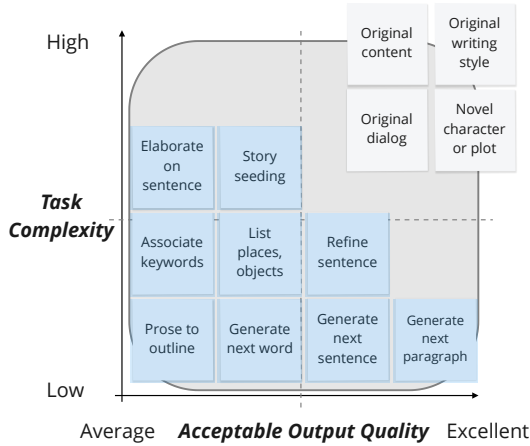 High
Original
content
Original
writing
style
Original
dialog
Novel
character
or plot
Elaborate
on
sentence
Story
seeding
Task
Complexity
Associate
keywords
List
places,
objects
Refine
sentence
Prose to
outline
Generate
next word
Generate
next
sentence
Generate
next
paragraph
Low
Average
Acceptable Output Quality
Excellent